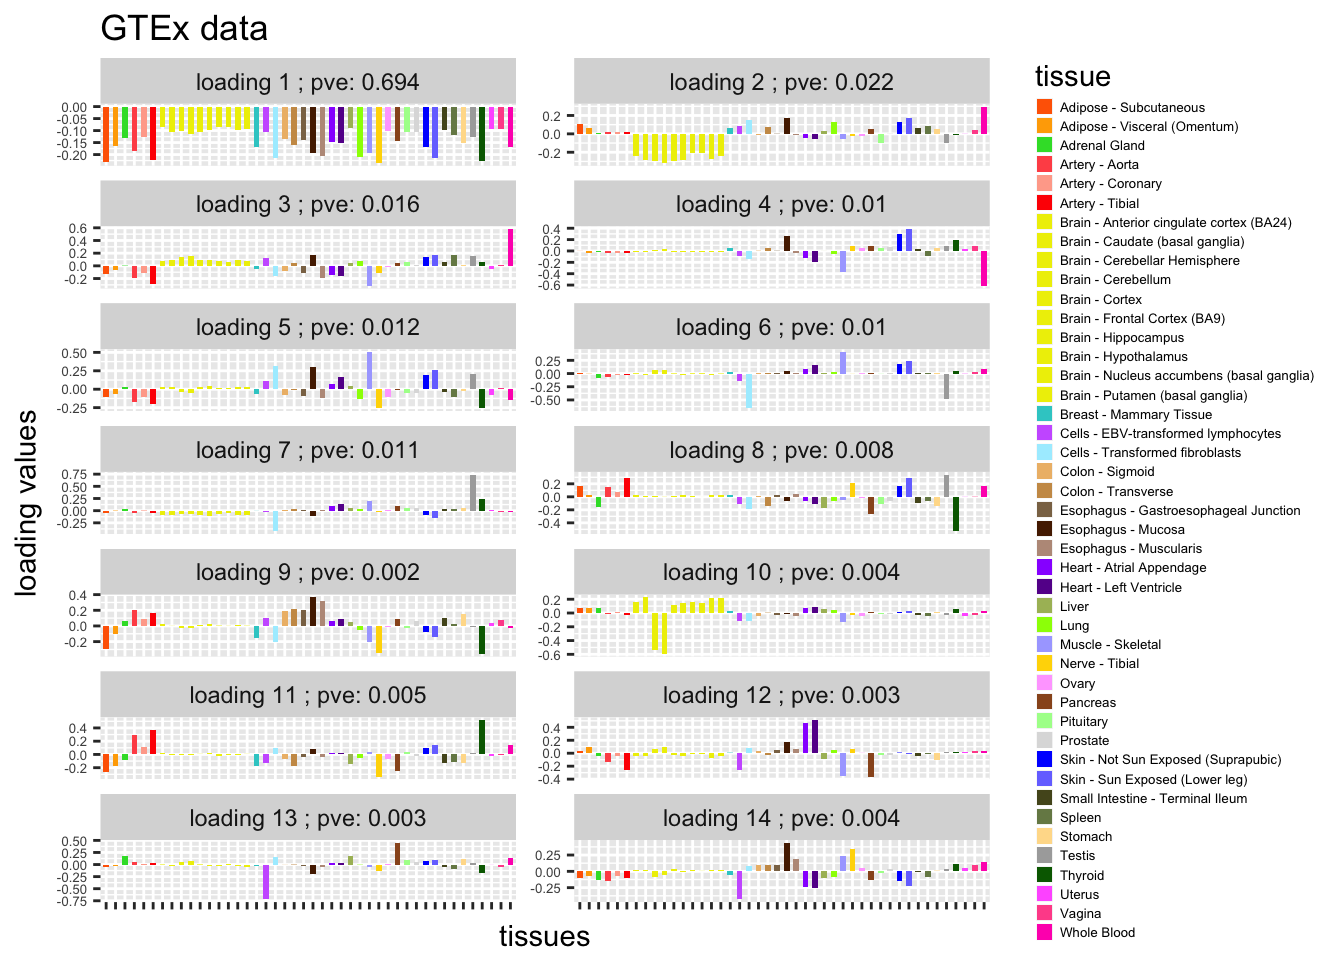 GTEx data
loading 1 ; pve: 0.694
0.00
-0.05
-0.10
-0.15
-0.20
loading 2 ; pve: 0.022
0.2
0.0
-0.2
loading 3 ; pve: 0.016
0.6
0.4
0.2
0.0
-0.2
loading 4 ; pve: 0.01
0.4
0.2
0.0
-0.2
-0.4
-0.6
loading 5 ; pve: 0.012
0.50
0.25
0.00
-0.25
loading 6 ; pve: 0.01
0.25
0.00
-0.25
-0.50
loading 7 ; pve: 0.011
0.75
0.50
0.25
0.00
-0.25
loading 8 ; pve: 0.008
0.2
0.0
-0.2
-0.4
loading 9 ; pve: 0.002
0.4
0.2
0.0
-0.2
loading 10 ; pve: 0.004
0.2
0.0
-0.2
-0.4
-0.6
loading 11 ; pve: 0.005
0.4
0.2
0.0
-0.2
loading 12 ; pve: 0.003
0.4
0.2
0.0
-0.2
-0.4
loading 13 ; pve: 0.003
0.50
0.25
0.00
-0.25
-0.50
-0.75
loading 14 ; pve: 0.004
0.25
0.00
-0.25
loading values
tissues
tissue
Adipose - Subcutaneous
Adipose - Visceral (Omentum)
Adrenal Gland
Artery - Aorta
Artery - Coronary
Artery - Tibial
Brain - Anterior cingulate cortex (BA24)
Brain - Caudate (basal ganglia)
Brain - Cerebellar Hemisphere
Brain - Cerebellum
Brain - Cortex
Brain - Frontal Cortex (BA9)
Brain - Hippocampus
Brain - Hypothalamus
Brain - Nucleus accumbens (basal ganglia)
Brain - Putamen (basal ganglia)
Breast - Mammary Tissue
Cells - EBV-transformed lymphocytes
Cells - Transformed fibroblasts
Colon - Sigmoid
Colon - Transverse
Esophagus - Gastroesophageal Junction
Esophagus - Mucosa
Esophagus - Muscularis
Heart - Atrial Appendage
Heart - Left Ventricle
Liver
Lung
Muscle - Skeletal
Nerve - Tibial
Ovary
Pancreas
Pituitary
Prostate
Skin - Not Sun Exposed (Suprapubic)
Skin - Sun Exposed (Lower leg)
Small Intestine - Terminal Ileum
Spleen
Stomach
Testis
Thyroid
Uterus
Vagina
Whole Blood